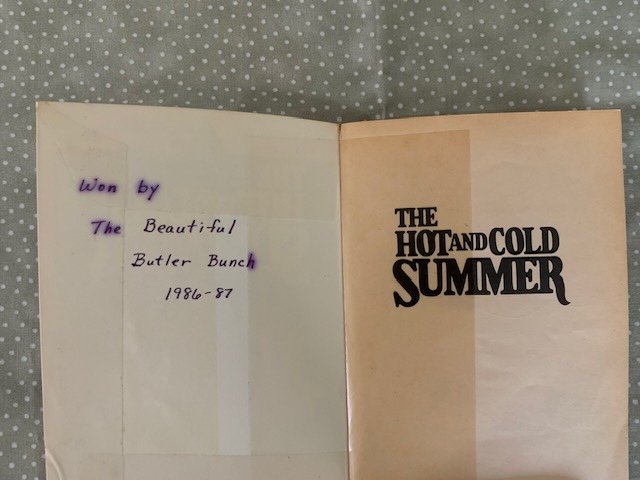 Won by
The Beautiful
Butler Bunch
1986-87
THE
HOT AND COLD
SUMMER